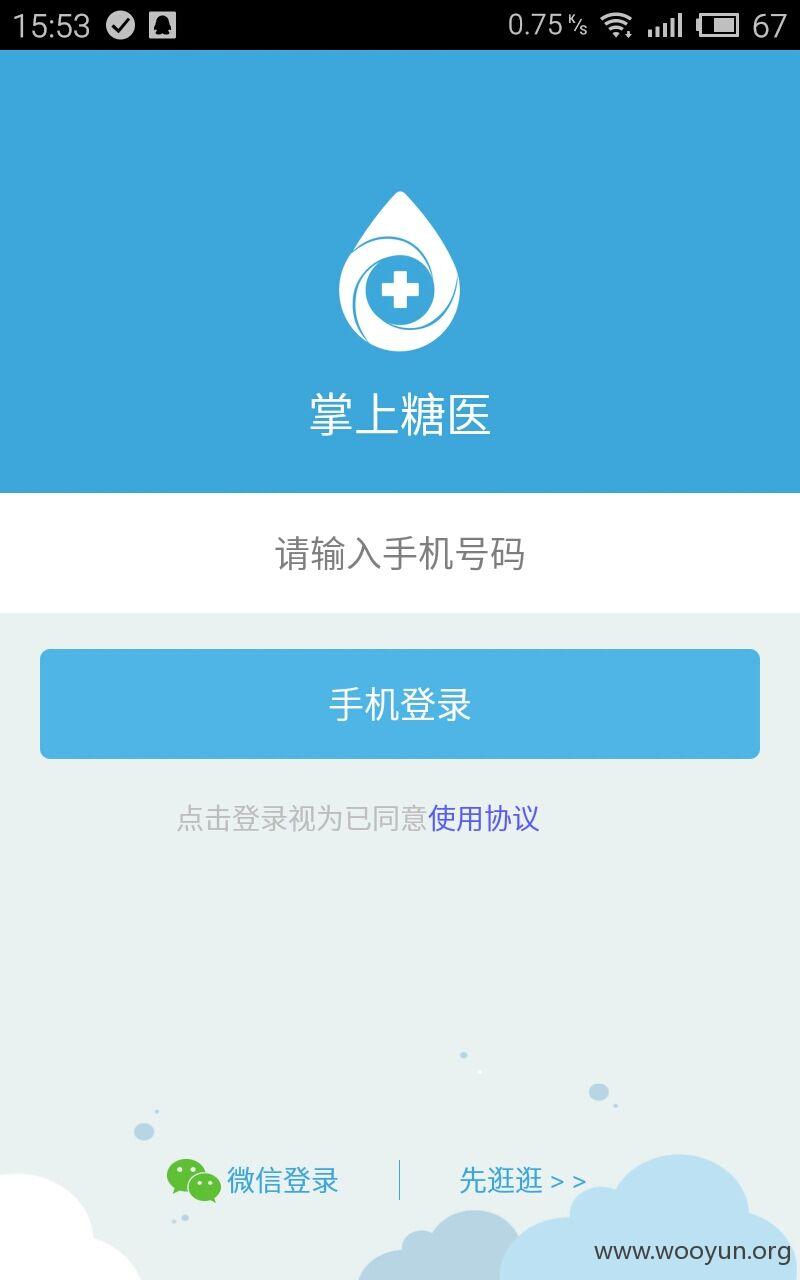 15:53 0.75 K/s 67
掌上糖医
请输入手机号码
手机登录
点击登录视为已同意使用协议
微信登录 先逛逛 > >
www.wooyun.org